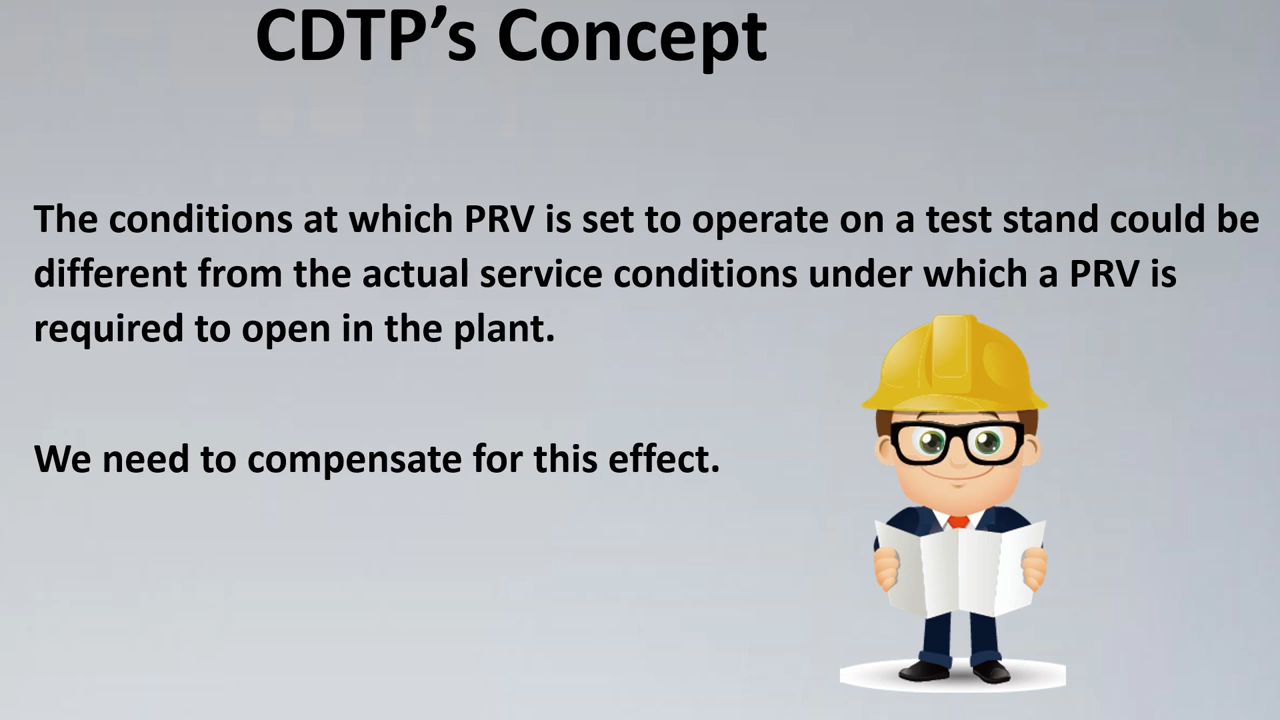 CDTP’s Concept
The conditions at which PRV is set to operate on a test stand could be
different from the actual service conditions under which a PRV is
required to open in the plant.
We need to compensate for this effect.